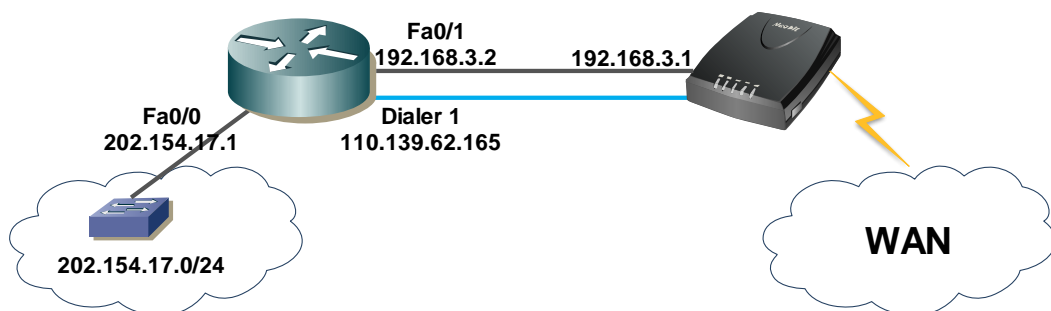 Fa0/1
192.168.3.2
192.168.3.1
Fa0/0
202.154.17.1
Dialer 1
110.139.62.165
202.154.17.0/24
WAN